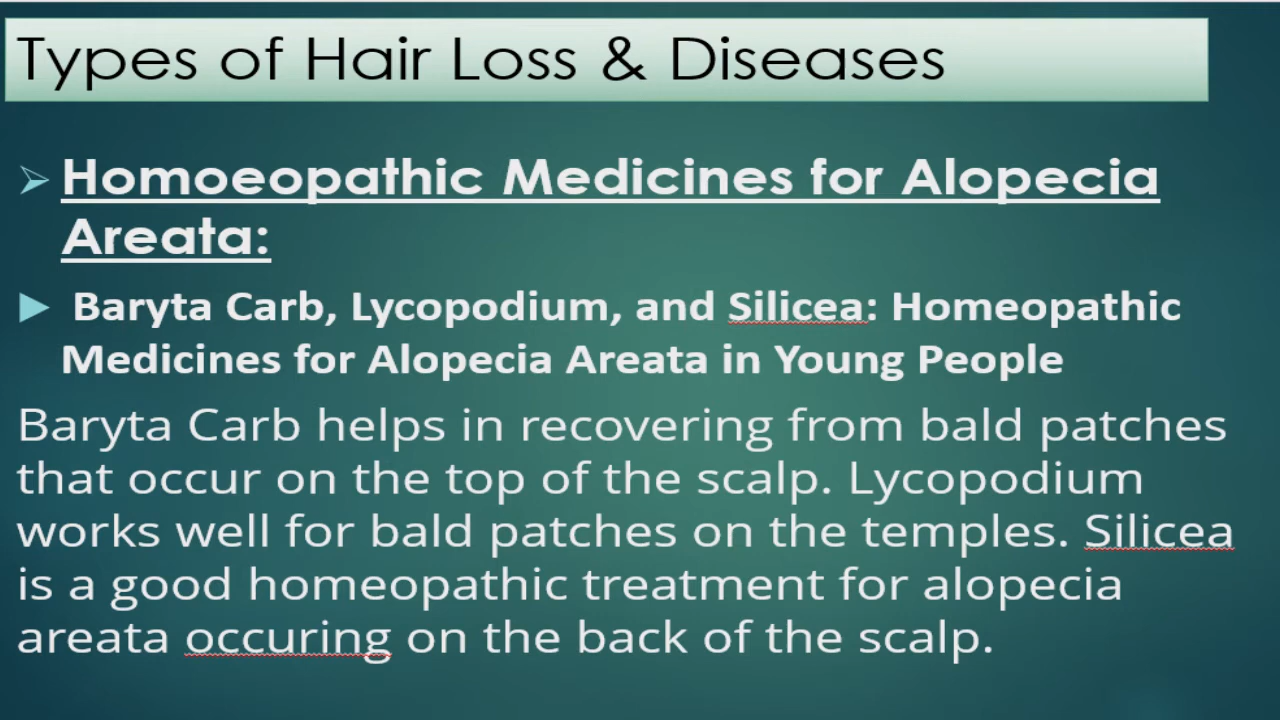 Types of Hair Loss & Diseases
Homoeopathic Medicines for Alopecia
Areata:
Baryta Carb, Lycopodium, and Silicea: Homeopathic
Medicines for Alopecia Areata in Young People
Baryta Carb helps in recovering from bald patches
that occur on the top of the scalp. Lycopodium
works well for bald patches on the temples. Silicea
is a good homeopathic treatment for alopecia
areata occuring on the back of the scalp.